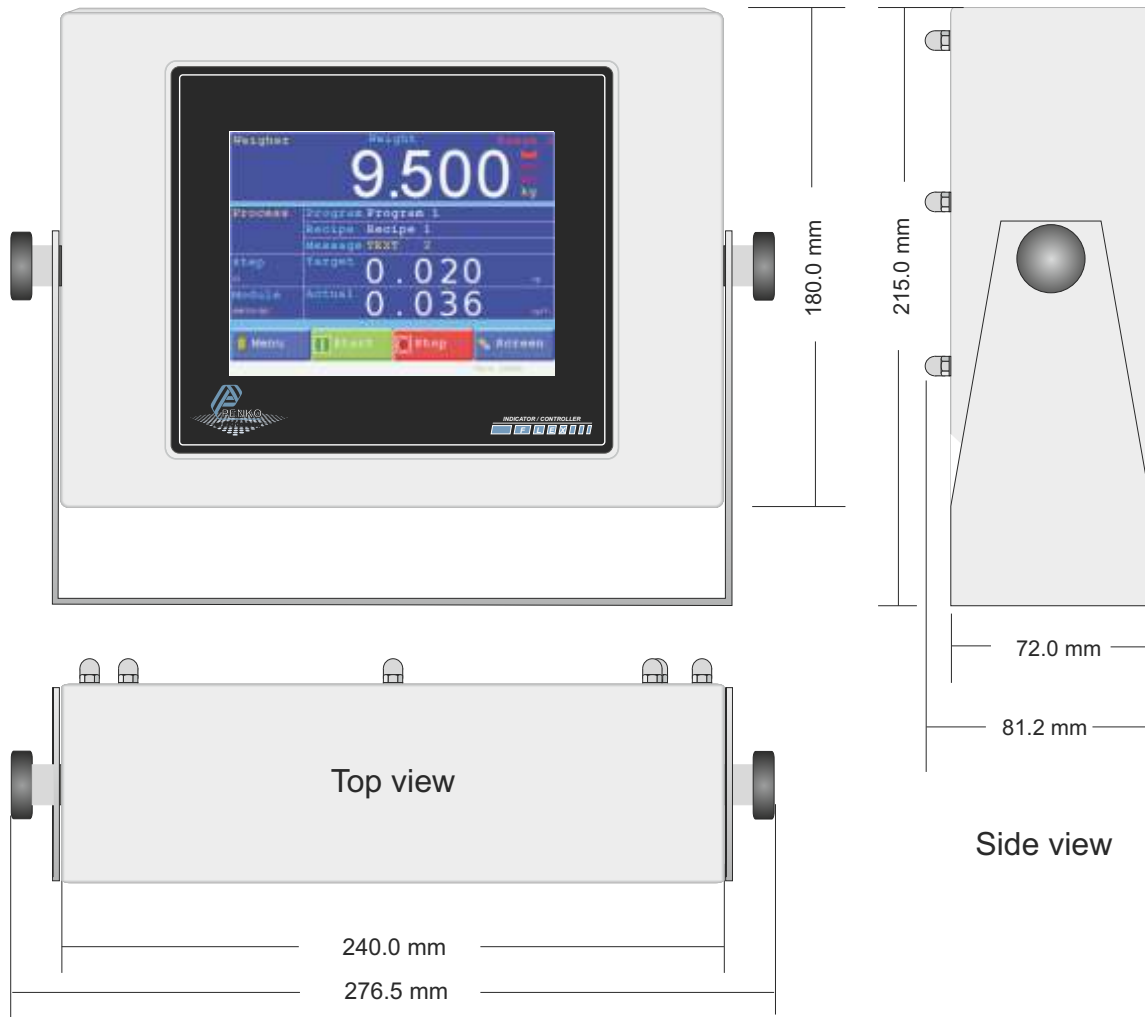 Weigher
Weight
9.500
kg
Process
Program Program 1
Recipe Recipe 1
Message TEXT 2
Step
Target
0.020
Module
Actual
0.036
Menu
Start
Stop
Screen
PENKO
INDICATOR / CONTROLLER
FLEX
180.0 mm
215.0 mm
72.0 mm
81.2 mm
Top view
Side view
240.0 mm
276.5 mm